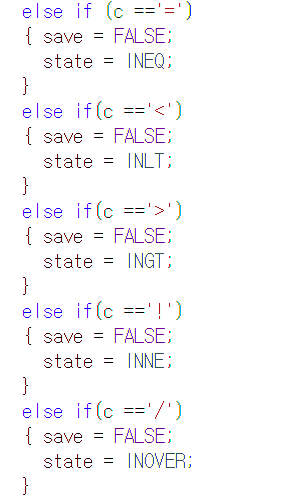 else if (c =='=')
{ save = FALSE;
state = INEQ;
}
else if(c =='<')
{ save = FALSE;
state = INLT;
}
else if(c =='>')
{ save = FALSE;
state = INGT;
}
else if(c =='!')
{ save = FALSE;
state = INNE;
}
else if(c =='/')
{ save = FALSE;
state = INOVER;
}